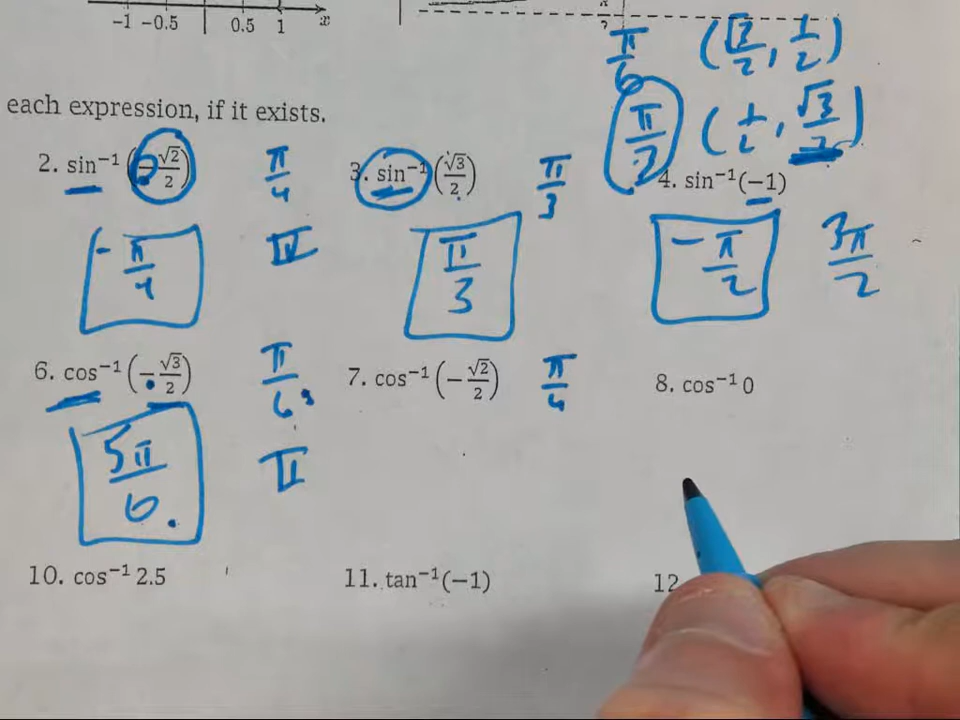 -1 -0.5 0.5 1 x
π/6 (√3/2, 1/2)
each expression, if it exists.
(1/2, √3/2)
2. sin⁻¹(-√2/2) π/4 3. sin⁻¹(√3/2) π/3 4. sin⁻¹(-1)
-π/4 IV π/3 -π/2 3π/2
6. cos⁻¹(-√3/2) π/6 7. cos⁻¹(-√2/2) π/4 8. cos⁻¹ 0
5π/6 II
10. cos⁻¹ 2.5 11. tan⁻¹(-1) 12